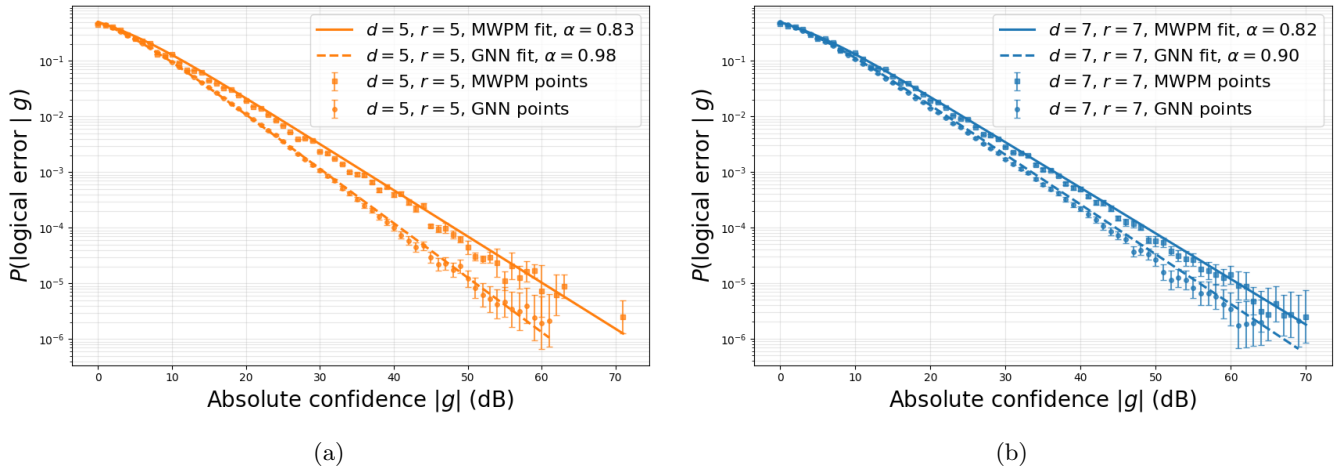 d = 5, r = 5, MWPM fit, α = 0.83
d = 5, r = 5, GNN fit, α = 0.98
d = 5, r = 5, MWPM points
d = 5, r = 5, GNN points
P(logical error | g)
10⁻¹
10⁻²
10⁻³
10⁻⁴
10⁻⁵
10⁻⁶
0 10 20 30 40 50 60 70
Absolute confidence |g| (dB)
(a)
d = 7, r = 7, MWPM fit, α = 0.82
d = 7, r = 7, GNN fit, α = 0.90
d = 7, r = 7, MWPM points
d = 7, r = 7, GNN points
P(logical error | g)
10⁻¹
10⁻²
10⁻³
10⁻⁴
10⁻⁵
10⁻⁶
0 10 20 30 40 50 60 70
Absolute confidence |g| (dB)
(b)